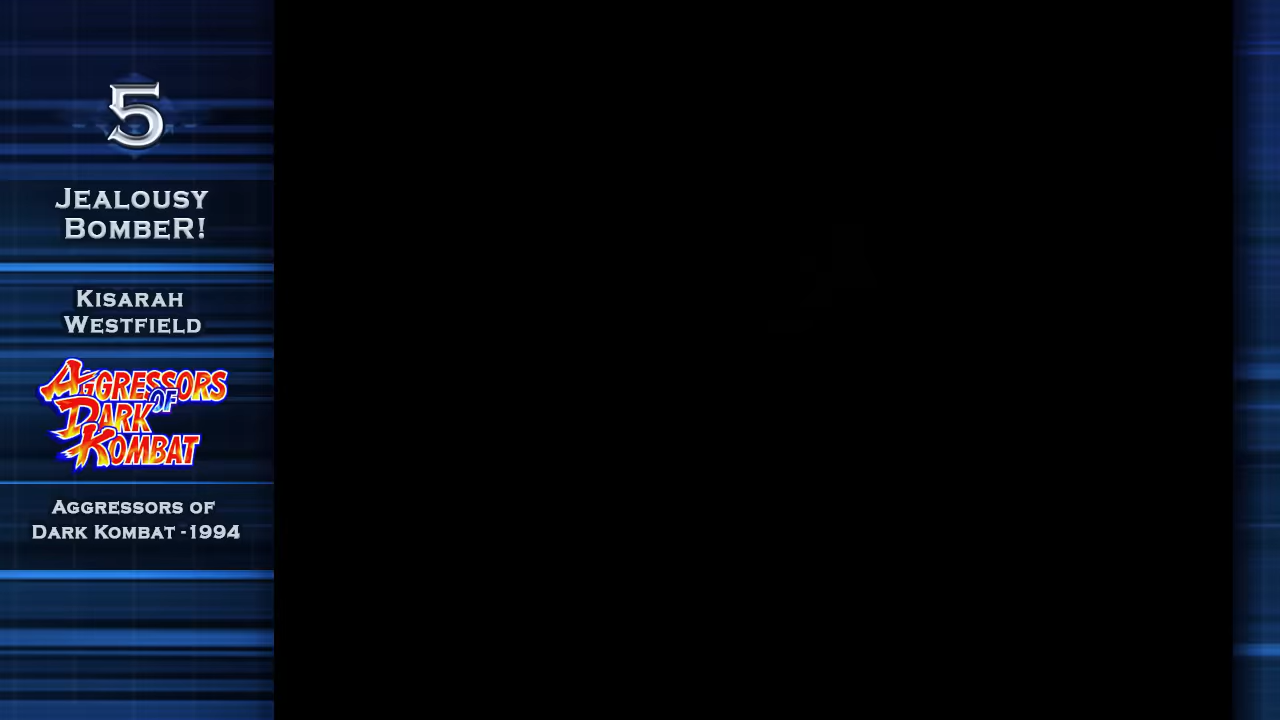 5
JEALOUSY
BOMBER!
KISARAH
WESTFIELD
AGGRESSORS
OF
DARK
KOMBAT
AGGRESSORS OF
DARK KOMBAT -1994